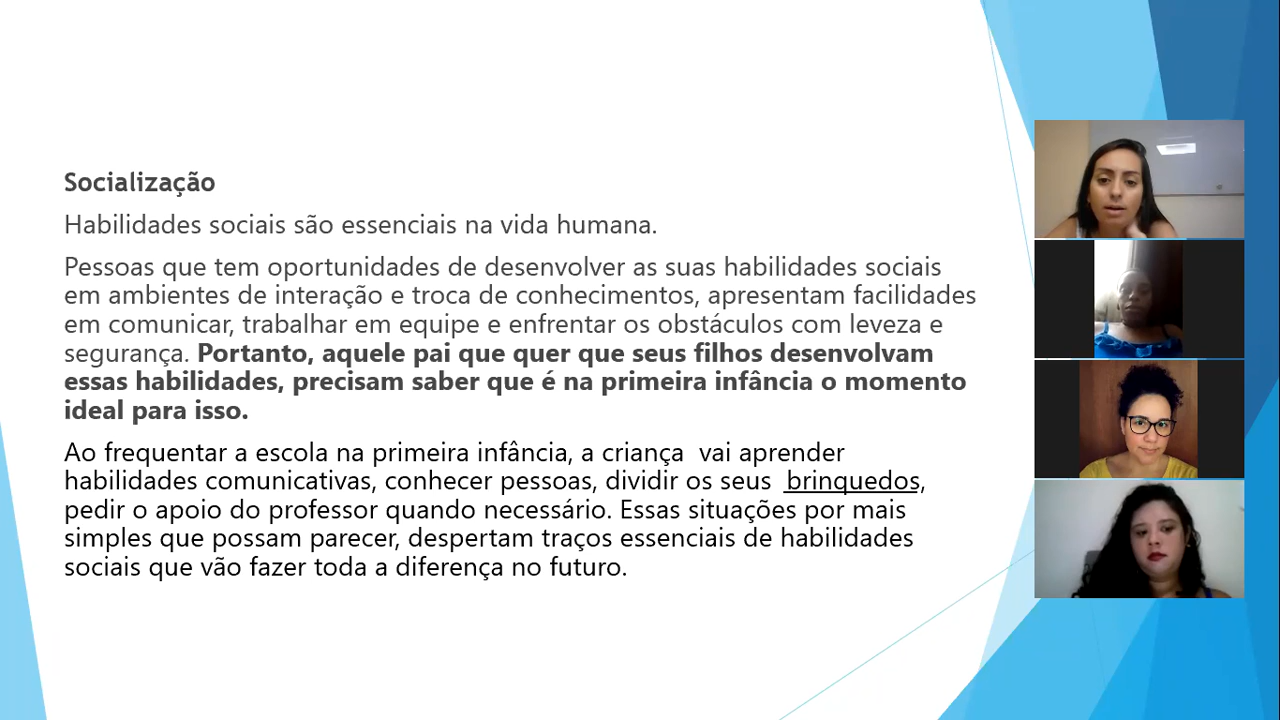 Socialização
Habilidades sociais são essenciais na vida humana.
Pessoas que tem oportunidades de desenvolver as suas habilidades sociais
em ambientes de interação e troca de conhecimentos, apresentam facilidades
em comunicar, trabalhar em equipe e enfrentar os obstáculos com leveza e
segurança. Portanto, aquele pai que quer que seus filhos desenvolvam
essas habilidades, precisam saber que é na primeira infância o momento
ideal para isso.
Ao frequentar a escola na primeira infância, a criança  vai aprender
habilidades comunicativas, conhecer pessoas, dividir os seus  brinquedos,
pedir o apoio do professor quando necessário. Essas situações por mais
simples que possam parecer, despertam traços essenciais de habilidades
sociais que vão fazer toda a diferença no futuro.